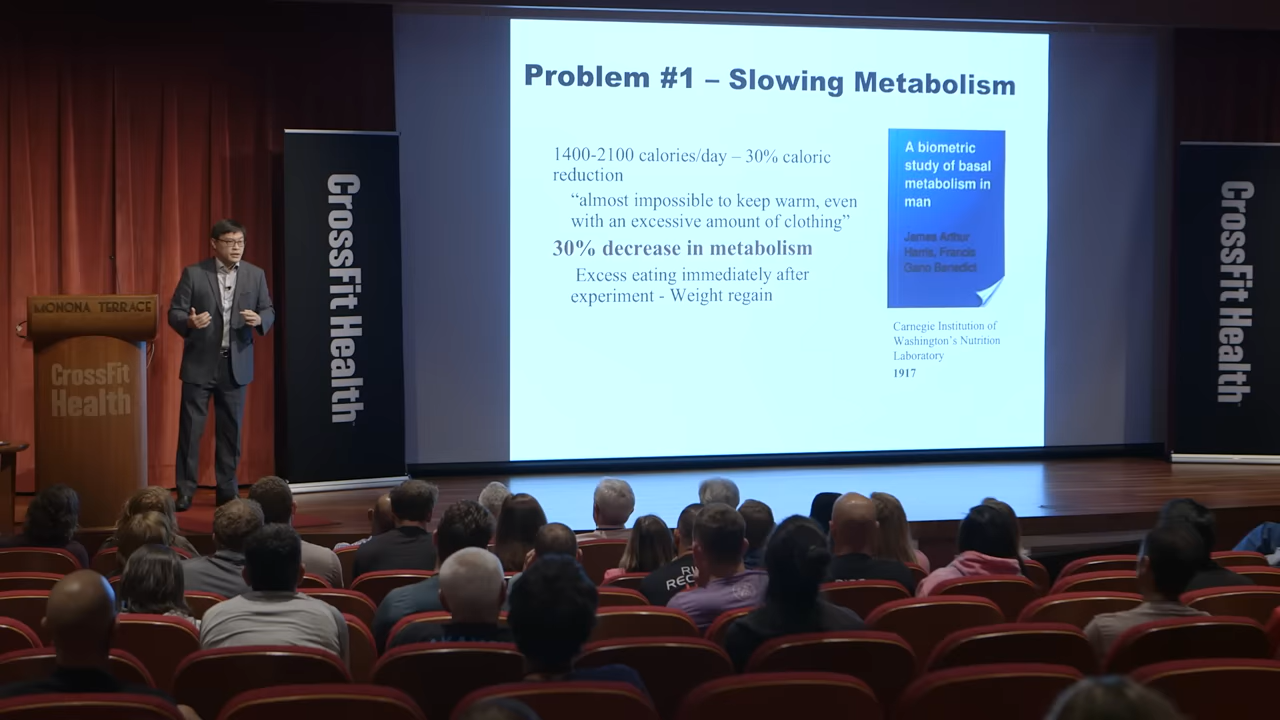 Problem #1 – Slowing Metabolism
1400-2100 calories/day – 30% caloric
reduction
“almost impossible to keep warm, even
with an excessive amount of clothing”
30% decrease in metabolism
Excess eating immediately after
experiment - Weight regain
A biometric
study of basal
metabolism in
man
James Arthur
Harris, Francis
Gano Benedict
Carnegie Institution of
Washington’s Nutrition
Laboratory
1917
MONONA TERRACE
CrossFit
Health
CrossFit Health
CrossFit Health